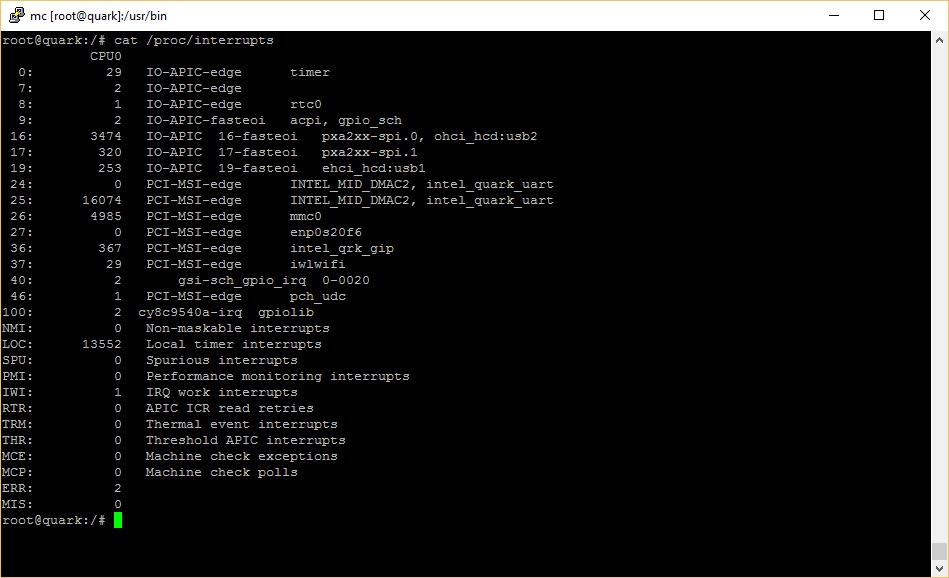 mc [root@quark]:/usr/bin
root@quark:/# cat /proc/interrupts
           CPU0
  0:         29   IO-APIC-edge      timer
  7:          2   IO-APIC-edge
  8:          1   IO-APIC-edge      rtc0
  9:          2   IO-APIC-fasteoi   acpi, gpio_sch
 16:       3474   IO-APIC  16-fasteoi   pxa2xx-spi.0, ohci_hcd:usb2
 17:        320   IO-APIC  17-fasteoi   pxa2xx-spi.1
 19:        253   IO-APIC  19-fasteoi   ehci_hcd:usb1
 24:          0   PCI-MSI-edge      INTEL_MID_DMAC2, intel_quark_uart
 25:      16074   PCI-MSI-edge      INTEL_MID_DMAC2, intel_quark_uart
 26:       4985   PCI-MSI-edge      mmc0
 27:          0   PCI-MSI-edge      enp0s20f6
 36:        367   PCI-MSI-edge      intel_qrk_gip
 37:         29   PCI-MSI-edge      iwlwifi
 40:          2       gsi-sch_gpio_irq  0-0020
 46:          1   PCI-MSI-edge      pch_udc
100:          2  cy8c9540a-irq  gpiolib
NMI:          0   Non-maskable interrupts
LOC:      13552   Local timer interrupts
SPU:          0   Spurious interrupts
PMI:          0   Performance monitoring interrupts
IWI:          1   IRQ work interrupts
RTR:          0   APIC ICR read retries
TRM:          0   Thermal event interrupts
THR:          0   Threshold APIC interrupts
MCE:          0   Machine check exceptions
MCP:          0   Machine check polls
ERR:          2
MIS:          0
root@quark:/#